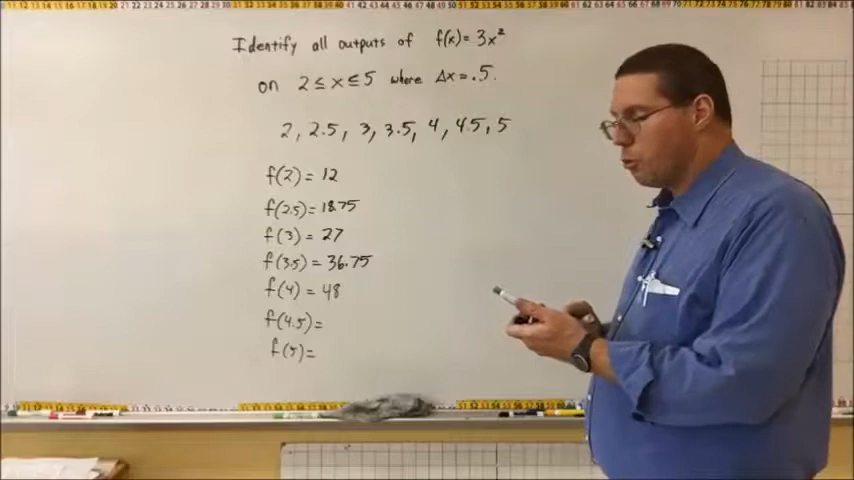 Identify all outputs of f(x) = 3x²
on 2 ≤ x ≤ 5 where Δx = .5.
2, 2.5, 3, 3.5, 4, 4.5, 5
f(2) = 12
f(2.5) = 18.75
f(3) = 27
f(3.5) = 36.75
f(4) = 48
f(4.5) =
f(5) =